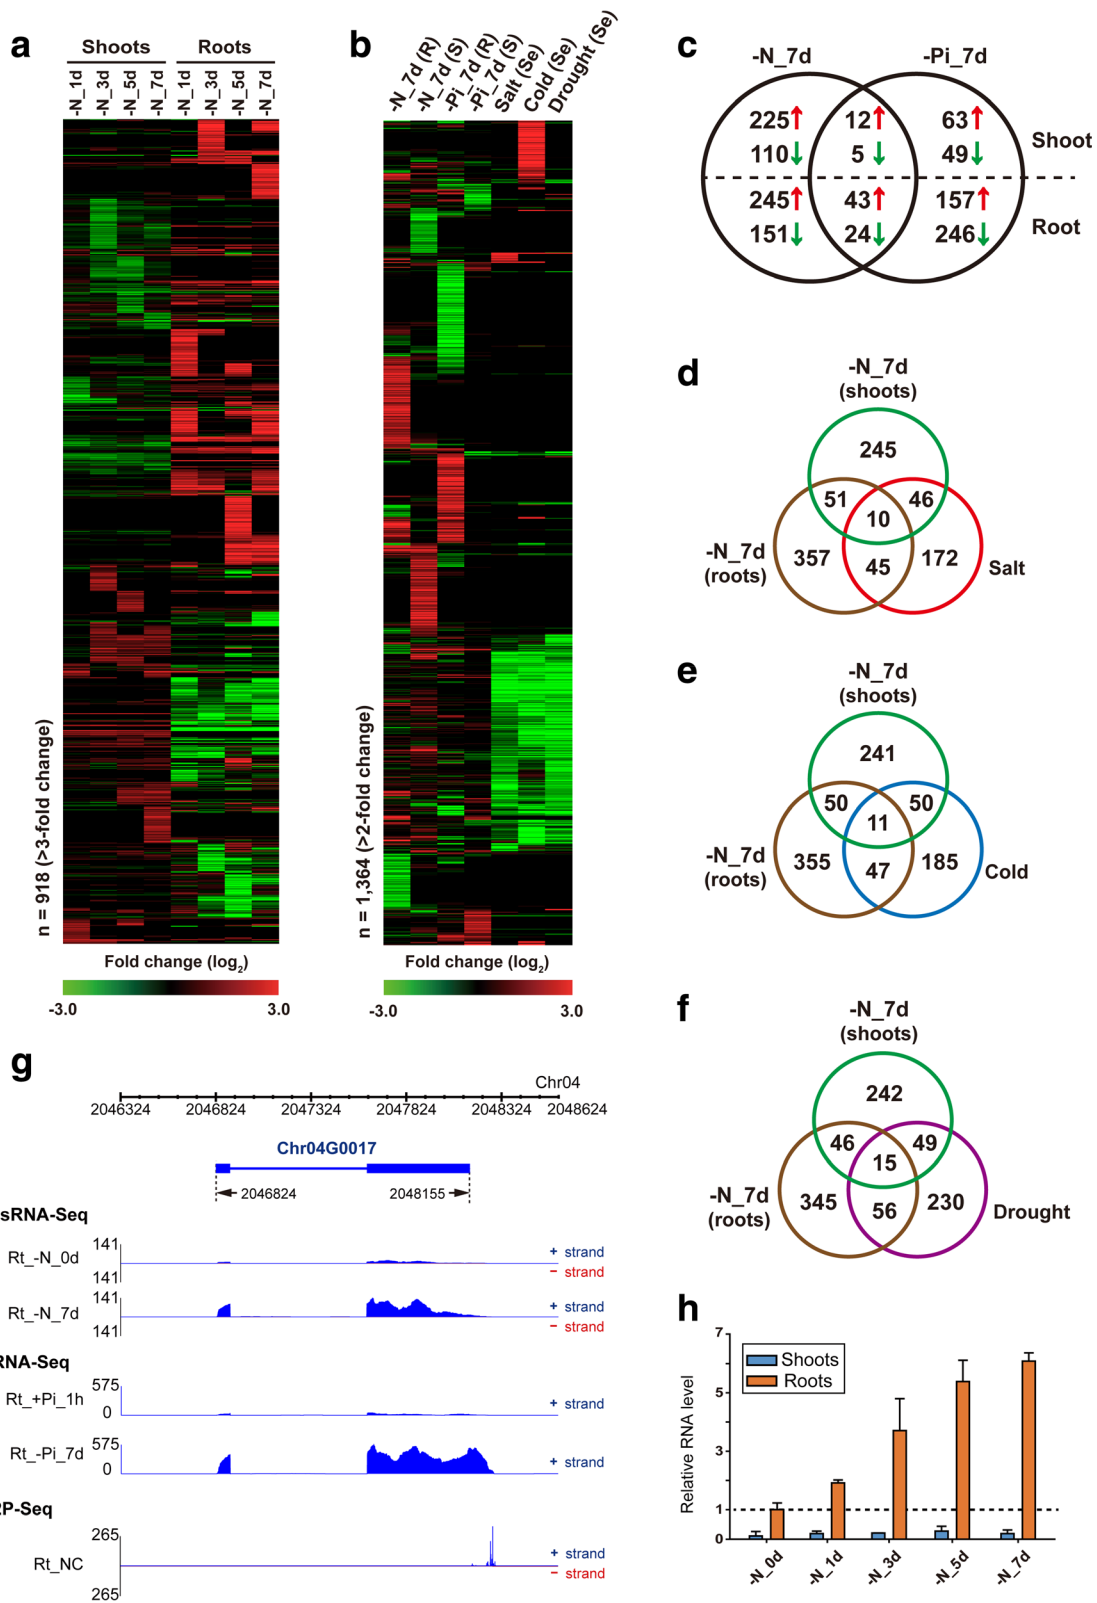 a
Shoots Roots
-N_1d -N_3d -N_5d -N_7d -N_1d -N_3d -N_5d -N_7d
n = 918 (>3-fold change)
Fold change (log2)
-3.0 3.0
b
-N_7d (R) -N_7d (S) -Pi_7d (R) -Pi_7d (S) Salt (Se) Cold (Se) Drought (Se)
n = 1,364 (>2-fold change)
Fold change (log2)
-3.0 3.0
c
-N_7d -Pi_7d
225↑ 12↑ 63↑
110↓ 5↓ 49↓
Shoot
245↑ 43↑ 157↑
151↓ 24↓ 246↓
Root
d
-N_7d
(shoots)
245
51 46
10
357 45 172
-N_7d
(roots)
Salt
e
-N_7d
(shoots)
241
50 50
11
355 47 185
-N_7d
(roots)
Cold
f
-N_7d
(shoots)
242
46 49
15
345 56 230
-N_7d
(roots)
Drought
g
Chr04
2046324 2046824 2047324 2047824 2048324 2048624
Chr04G0017
2046824 2048155
sRNA-Seq
141
Rt_-N_0d + strand
141 − strand
141
Rt_-N_7d + strand
141 − strand
RNA-Seq
575
Rt_+Pi_1h + strand
0
575
Rt_-Pi_7d + strand
0
RP-Seq
265
Rt_NC + strand
− strand
265
h
Relative RNA level
7
5
3
1
0
Shoots
Roots
-N_0d -N_1d -N_3d -N_5d -N_7d